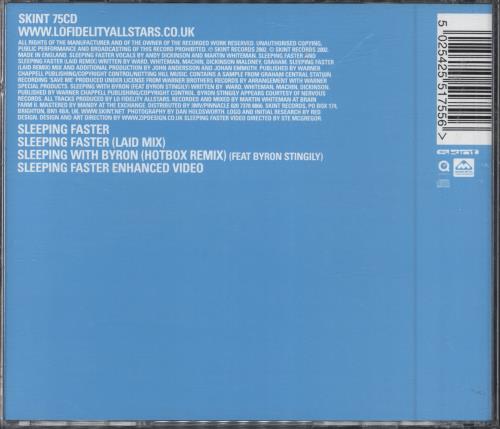 SKINT 75CD
WWW.LOFIDELITYALLSTARS.CO.UK
ALL RIGHTS OF THE MANUFACTURER AND OF THE OWNER OF THE RECORDED WORK RESERVED. UNAUTHORISED COPYING,
PUBLIC PERFORMANCE AND BROADCASTING OF THIS RECORD PROHIBITED. ℗ SKINT RECORDS 2002. © SKINT RECORDS 2002.
MADE IN ENGLAND. SLEEPING FASTER VOCALS BY ANDY DICKINSON AND MARTIN WHITEMAN. SLEEPING FASTER AND
SLEEPING FASTER (LAID REMIX) WRITTEN BY WARD, WHITEMAN, MACHIN, DICKINSON MALONEY, GRAHAM. SLEEPING FASTER
(LAID REMIX) MIX AND ADDITIONAL PRODUCTION BY JOHN ANDERSSON AND JOHAN EMMOTH. PUBLISHED BY WARNER
CHAPPELL PUBLISHING/COPYRIGHT CONTROL/NOTTING HILL MUSIC. CONTAINS A SAMPLE FROM GRAHAM CENTRAL STATION
RECORDING 'SAVE ME' PRODUCED UNDER LICENSE FROM WARNER BROTHERS RECORDS BY ARRANGEMENT WITH WARNER
SPECIAL PRODUCTS. SLEEPING WITH BYRON (FEAT BYRON STINGILY) WRITTEN BY WARD, WHITEMAN, MACHIN, DICKINSON.
PUBLISHED BY WARNER CHAPPELL PUBLISHING/COPYRIGHT CONTROL. BYRON STINGILY APPEARS COURTESY OF NERVOUS
RECORDS. ALL TRACKS PRODUCED BY LO FIDELITY ALLSTARS. RECORDED AND MIXED BY MARTIN WHITEMAN AT BRAIN
FARM II. MASTERED BY MANDY AT THE EXCHANGE. DISTRIBUTED BY 3MV/PINNACLE SKINT RECORDS, PO BOX 174,
BRIGHTON, BN1 4BA, UK. WWW.SKINT.NET PHOTOGRAPHY BY DAN HOLDSWORTH LOGO AND INITIAL RESEARCH BY RED
DESIGN. DESIGN AND ART DIRECTION BY SLEEPING FASTER VIDEO DIRECTED BY STE MCGREGOR.
SLEEPING FASTER
SLEEPING FASTER (LAID MIX)
SLEEPING WITH BYRON (HOTBOX REMIX) (FEAT BYRON STINGILY)
SLEEPING FASTER ENHANCED VIDEO
5 025425 517556 >